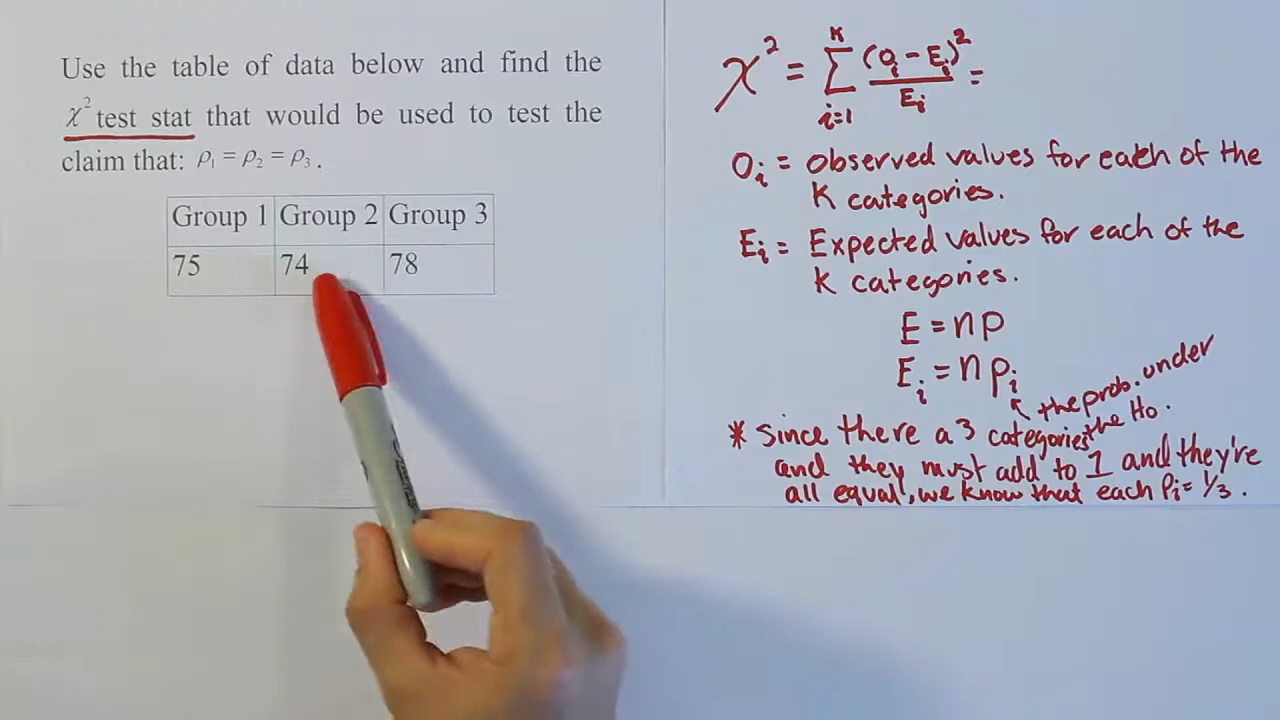 Use the table of data below and find the
χ² test stat that would be used to test the
claim that: ρ₁ = ρ₂ = ρ₃ .
Group 1 Group 2 Group 3
75 74 78
χ² = Σ (Oᵢ - Eᵢ)² / Eᵢ =
K
i=1
Oᵢ = observed values for each of the
K categories.
Eᵢ = Expected values for each of the
K categories.
E = np
Eᵢ = n pᵢ
the prob. under
the Ho.
* Since there a 3 categories
and they must add to 1 and they're
all equal, we know that each Pᵢ = 1/3 .